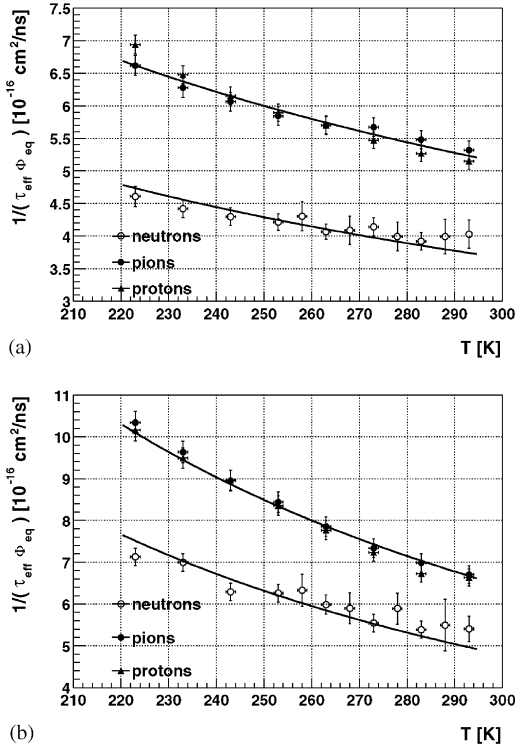 1/( τeff Φeq ) [10⁻¹⁶ cm²/ns]
7.5
7
6.5
6
5.5
5
4.5
4
3.5
3
neutrons
pions
protons
210 220 230 240 250 260 270 280 290 300
(a)
T [K]
1/( τeff Φeq ) [10⁻¹⁶ cm²/ns]
11
10
9
8
7
6
5
4
neutrons
pions
protons
210 220 230 240 250 260 270 280 290 300
(b)
T [K]